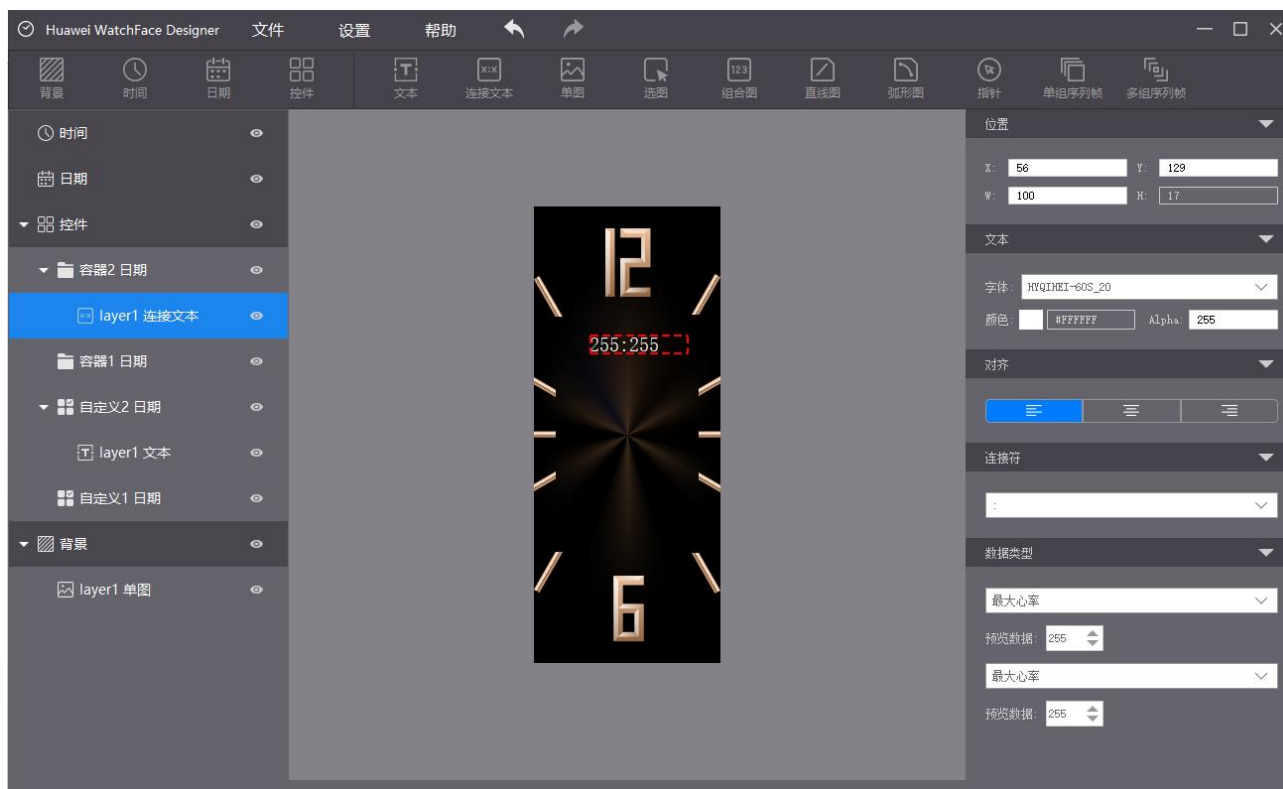 Huawei WatchFace Designer 文件 设置 帮助
背景 时间 日期 控件 文本 连接文本 单图 选图 组合图 直线图 弧形图 指针 单组序列帧 多组序列帧
时间
日期
控件
容器2 日期
layer1 连接文本
容器1 日期
自定义2 日期
layer1 文本
自定义1 日期
背景
layer1 单图
12
255:255
6
位置
X: 56 Y: 129
W: 100 H: 17
文本
字体: HYQIHEI-60S_20
颜色: #FFFFFF Alpha: 255
对齐
连接符
:
数据类型
最大心率
预览数据: 255
最大心率
预览数据: 255